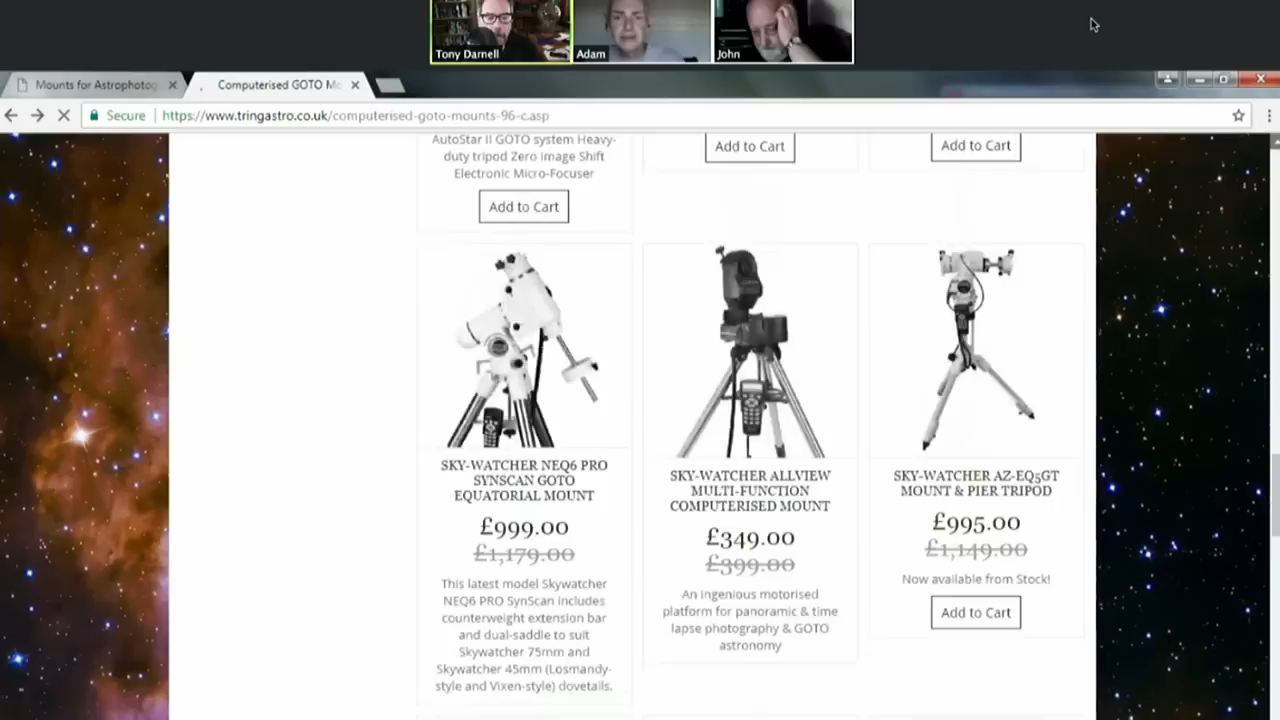 Tony Darnell
Adam
John
Mounts for Astrophotog
Computerised GOTO Mo
Secure
https://www.tringastro.co.uk/computerised-goto-mounts-96-c.asp
AutoStar II GOTO system Heavy-
duty tripod Zero Image Shift
Electronic Micro-Focuser
Add to Cart
Add to Cart
Add to Cart
SKY-WATCHER NEQ6 PRO
SYNSCAN GOTO
EQUATORIAL MOUNT
£999.00
£1,179.00
This latest model Skywatcher
NEQ6 PRO SynScan includes
counterweight extension bar
and dual-saddle to suit
Skywatcher 75mm and
Skywatcher 45mm (Losmandy-
style and Vixen-style) dovetails.
SKY-WATCHER ALLVIEW
MULTI-FUNCTION
COMPUTERISED MOUNT
£349.00
£399.00
An ingenious motorised
platform for panoramic & time
lapse photography & GOTO
astronomy
SKY-WATCHER AZ-EQ5GT
MOUNT & PIER TRIPOD
£995.00
£1,149.00
Now available from Stock!
Add to Cart